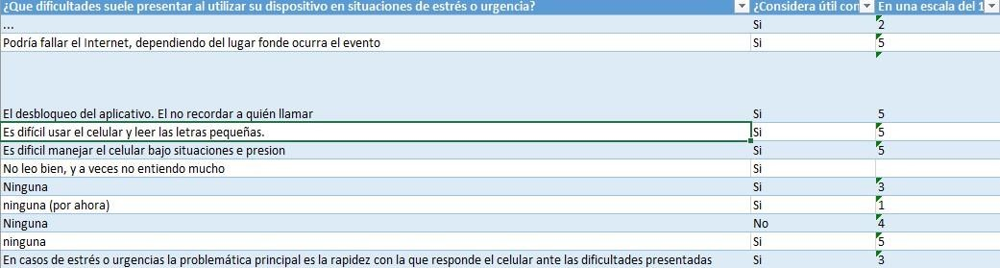 ¿Que dificultades suele presentar al utilizar su dispositivo en situaciones de estrés o urgencia? ¿Considera útil con En una escala del 1
... Si 2
Podría fallar el Internet, dependiendo del lugar fonde ocurra el evento Si 5
El desbloqueo del aplicativo. El no recordar a quién llamar Si 5
Es difícil usar el celular y leer las letras pequeñas. Si 5
Es dificil manejar el celular bajo situaciones e presion Si 5
No leo bien, y a veces no entiendo mucho Si
Ninguna Si 3
ninguna (por ahora) Si 1
Ninguna No 4
ninguna Si 5
En casos de estrés o urgencias la problemática principal es la rapidez con la que responde el celular ante las dificultades presentadas Si 3